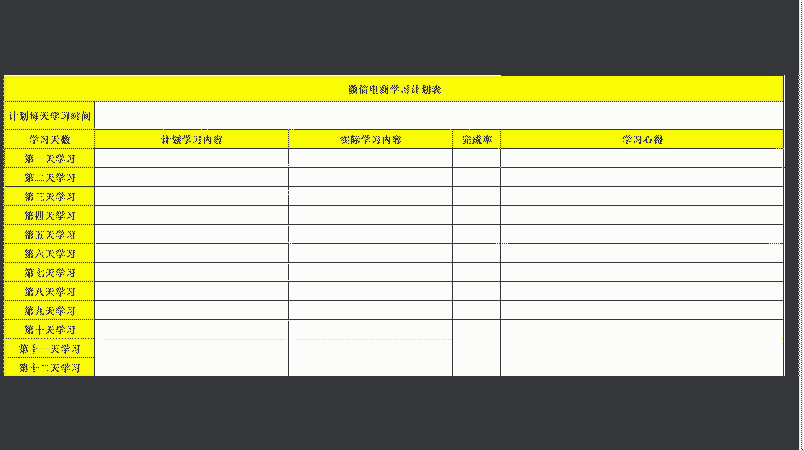 微信电商学习计划表
计划每天学习时间
学习天数 计划学习内容 实际学习内容 完成率 学习心得
第一天学习
第二天学习
第三天学习
第四天学习
第五天学习
第六天学习
第七天学习
第八天学习
第九天学习
第十天学习
第十一天学习
第十二天学习